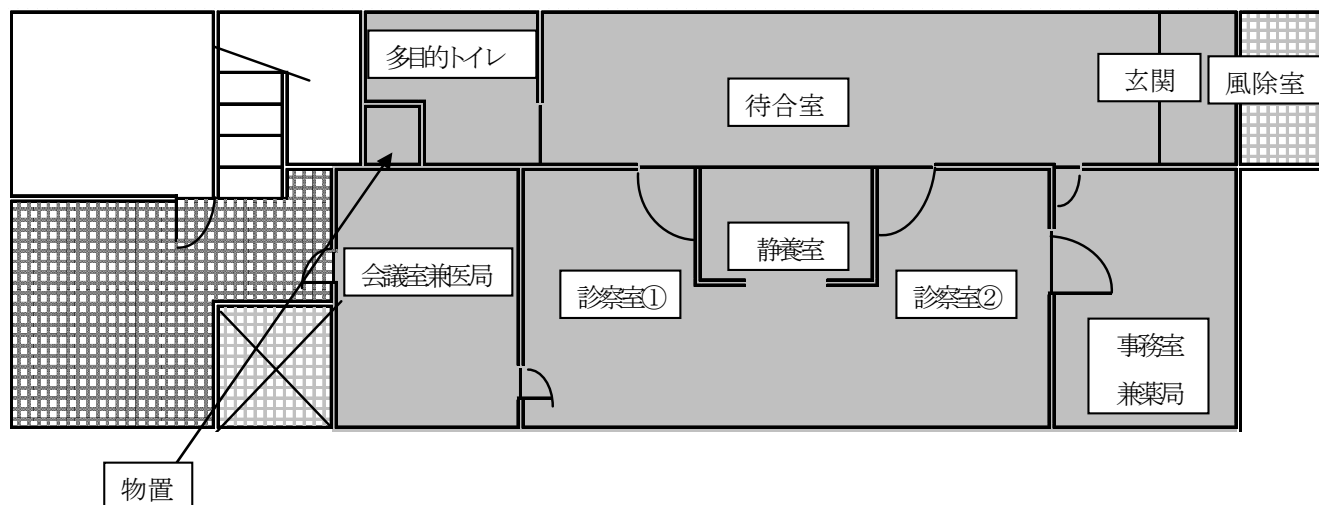 多目的トイレ
待合室
玄関
風除室
会議室兼医局
診察室①
静養室
診察室②
事務室
兼薬局
物置